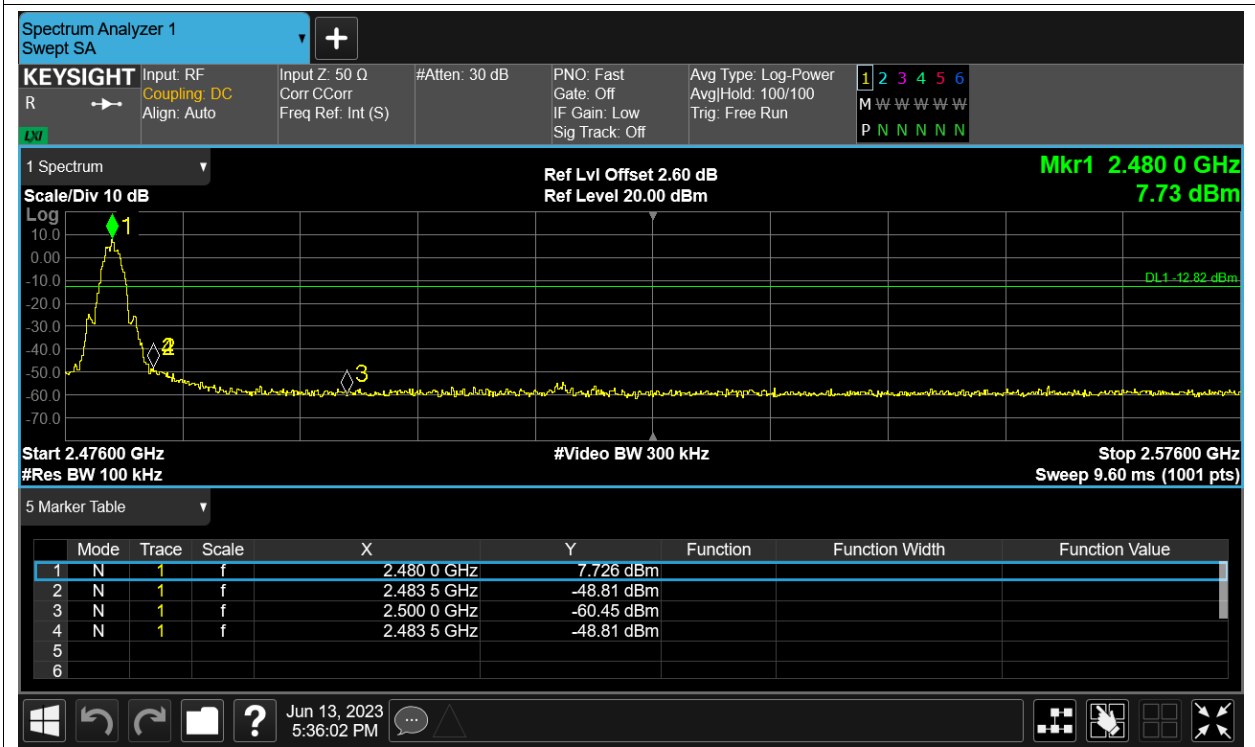 Spectrum Analyzer 1
Swept SA
KEYSIGHT Input: RF Input Z: 50 Ω #Atten: 30 dB PNO: Fast Avg Type: Log-Power 1 2 3 4 5 6
R Coupling: DC Corr CCorr Gate: Off Avg|Hold: 100/100 M W W W W W
Align: Auto Freq Ref: Int (S) IF Gain: Low Trig: Free Run
LXI Sig Track: Off P N N N N N
1 Spectrum Ref Lvl Offset 2.60 dB Mkr1 2.480 0 GHz
Scale/Div 10 dB Ref Level 20.00 dBm 7.73 dBm
Log
1
10.0
0.00
-10.0 DL1 -12.82 dBm
-20.0
-30.0
-40.0
-50.0 3
-60.0
-70.0
Start 2.47600 GHz #Video BW 300 kHz Stop 2.57600 GHz
#Res BW 100 kHz Sweep 9.60 ms (1001 pts)
5 Marker Table
Mode Trace Scale X Y Function Function Width Function Value
1 N 1 f 2.480 0 GHz 7.726 dBm
2 N 1 f 2.483 5 GHz -48.81 dBm
3 N 1 f 2.500 0 GHz -60.45 dBm
4 N 1 f 2.483 5 GHz -48.81 dBm
5
6
? Jun 13, 2023
5:36:02 PM